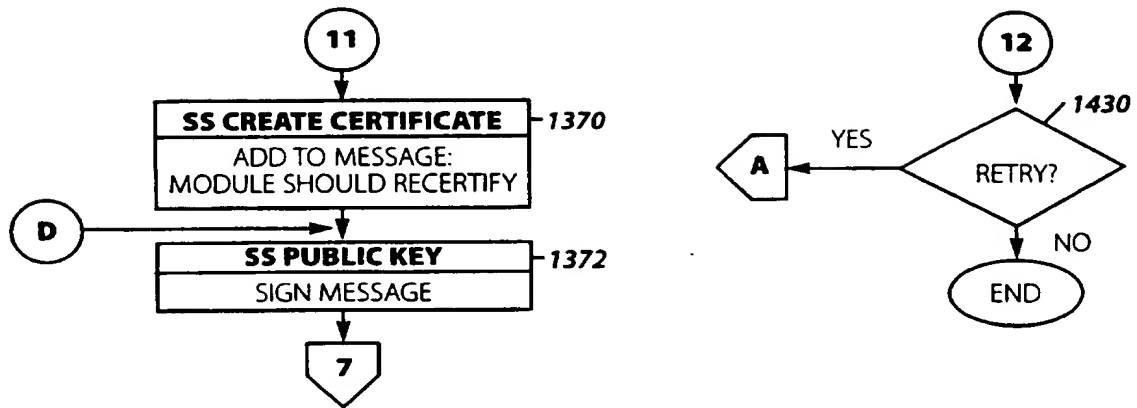 11
SS CREATE CERTIFICATE
1370
ADD TO MESSAGE:
MODULE SHOULD RECERTIFY
D
SS PUBLIC KEY
1372
SIGN MESSAGE
7
12
1430
YES
A
RETRY?
NO
END